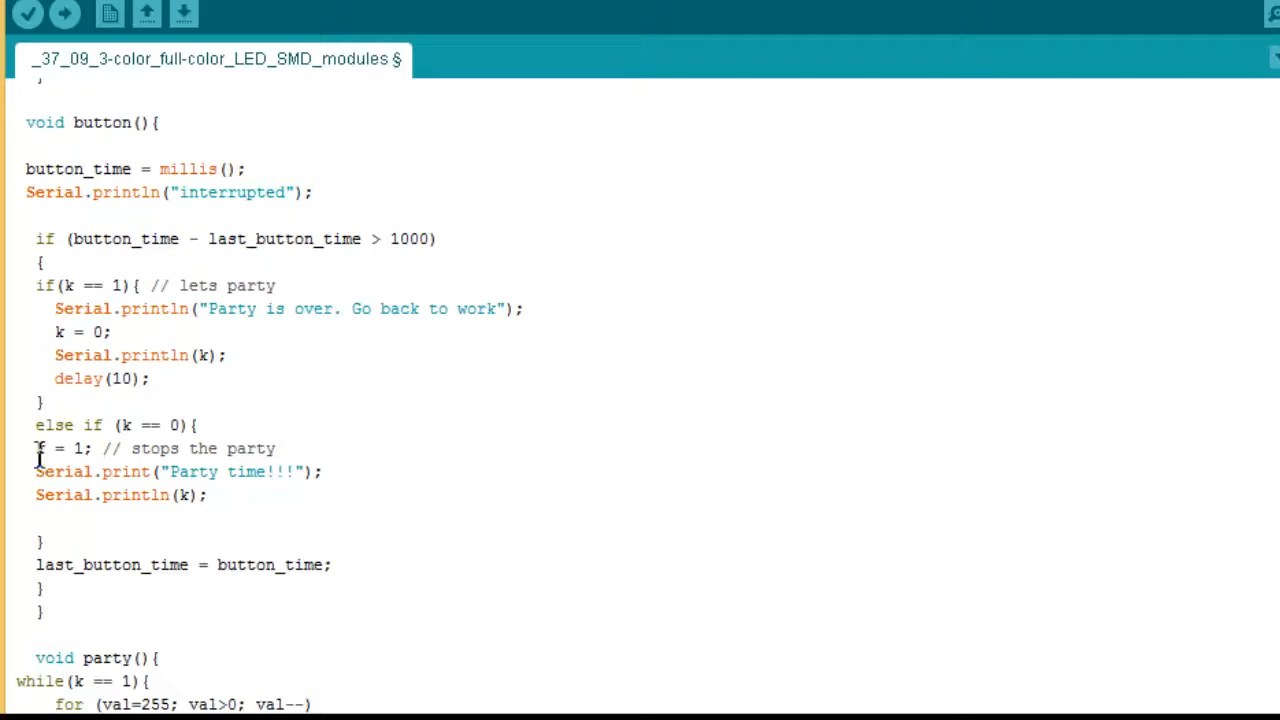 _37_09_3-color_full-color_LED_SMD_modules §
}
void button(){
button_time = millis();
Serial.println("interrupted");
if (button_time - last_button_time > 1000)
{
if(k == 1){ // lets party
Serial.println("Party is over. Go back to work");
k = 0;
Serial.println(k);
delay(10);
}
else if (k == 0){
= 1; // stops the party
Serial.print("Party time!!!");
Serial.println(k);
}
last_button_time = button_time;
}
}
void party(){
while(k == 1){
for (val=255; val>0; val--)